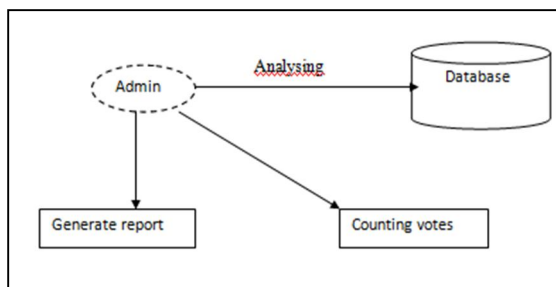 Analysing
Admin
Database
Generate report
Counting votes